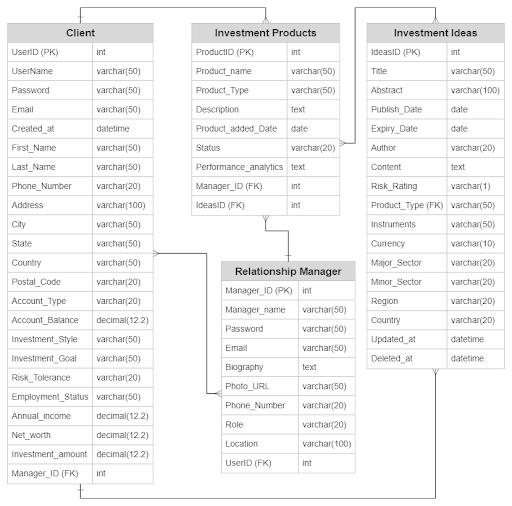 Client
UserID (PK) int
UserName varchar(50)
Password varchar(50)
Email varchar(50)
Created_at datetime
First_Name varchar(50)
Last_Name varchar(50)
Phone_Number varchar(20)
Address varchar(100)
City varchar(50)
State varchar(50)
Country varchar(50)
Postal_Code varchar(20)
Account_Type varchar(20)
Account_Balance decimal(12.2)
Investment_Style varchar(50)
Investment_Goal varchar(50)
Risk_Tolerance varchar(20)
Employment_Status varchar(50)
Annual_income decimal(12.2)
Net_worth decimal(12.2)
Investment_amount decimal(12.2)
Manager_ID (FK) int
Investment Products
ProductID (PK) int
Product_name varchar(50)
Product_Type varchar(50)
Description text
Product_added_Date date
Status varchar(20)
Performance_analytics text
Manager_ID (FK) int
IdeasID (FK) int
Relationship Manager
Manager_ID (PK) int
Manager_name varchar(50)
Password varchar(50)
Email varchar(50)
Biography text
Photo_URL varchar(50)
Phone_Number varchar(20)
Role varchar(20)
Location varchar(100)
UserID (FK) int
Investment Ideas
IdeasID (PK) int
Title varchar(50)
Abstract varchar(100)
Publish_Date date
Expiry_Date date
Author varchar(20)
Content text
Risk_Rating varchar(1)
Product_Type (FK) varchar(50)
Instruments varchar(50)
Currency varchar(10)
Major_Sector varchar(20)
Minor_Sector varchar(20)
Region varchar(20)
Country varchar(20)
Updated_at datetime
Deleted_at datetime